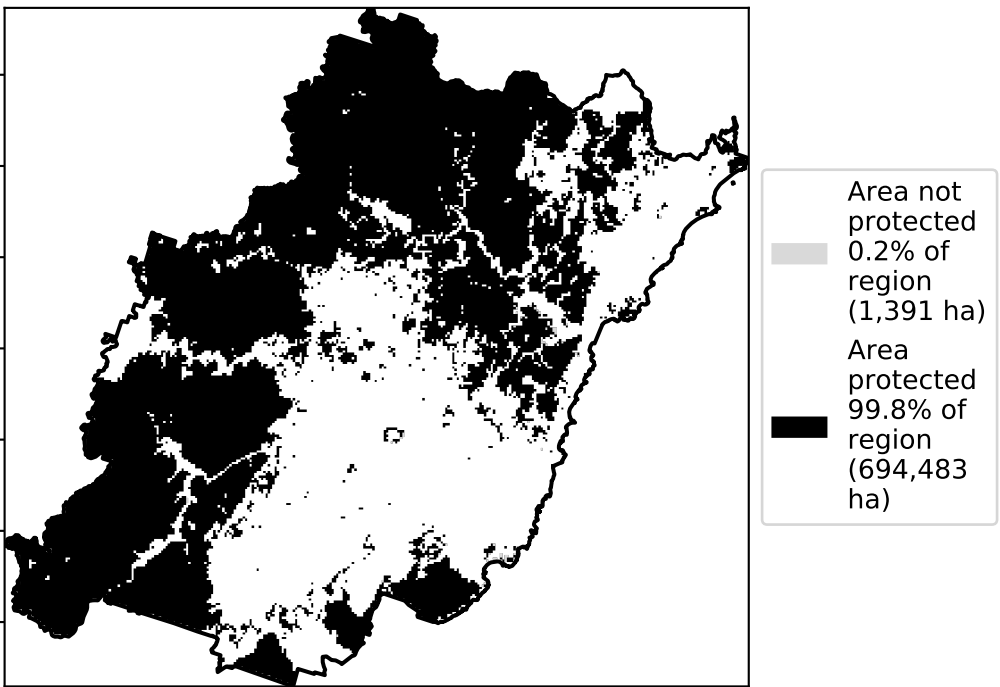 Area not
protected
0.2% of
region
(1,391 ha)
Area
protected
99.8% of
region
(694,483
ha)